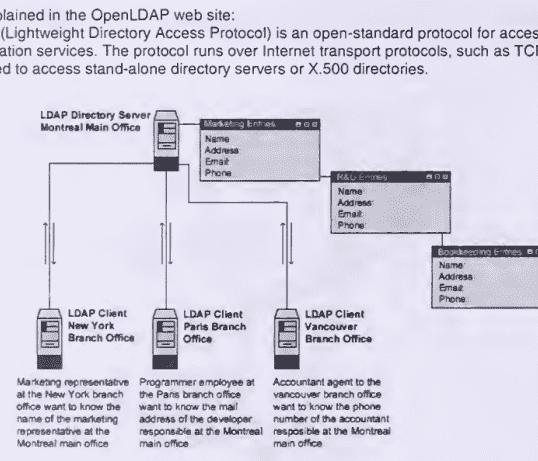 plained in the OpenLDAP web site:
(Lightweight Directory Access Protocol) is an open-standard protocol for acces
ation services. The protocol runs over Internet transport protocols, such as TCP
ed to access stand-alone directory servers or X.500 directories.
LDAP Directory Server
Montreal Main Office
Marketing Entries
Name
Address
Email
Phone
R&D Entries
Name
Address
Email
Phone:
Bookkeeping Entries
Name
Address
Email
Phone
LDAP Client
New York
Branch Office
LDAP Client
Paris Branch
Office
LDAP Client
Vancouver
Branch Office
Marketing representative
at the New York branch
office want to know the
name of the marketing
representative at the
Montreal main office
Programmer employee at
the Paris branch office
want to know the mail
address of the developer
responsible at the Montreal
main office
Accountant agent to the
vancouver branch office
want to know the phone
number of the accountant
resposible at the Montreal
main office